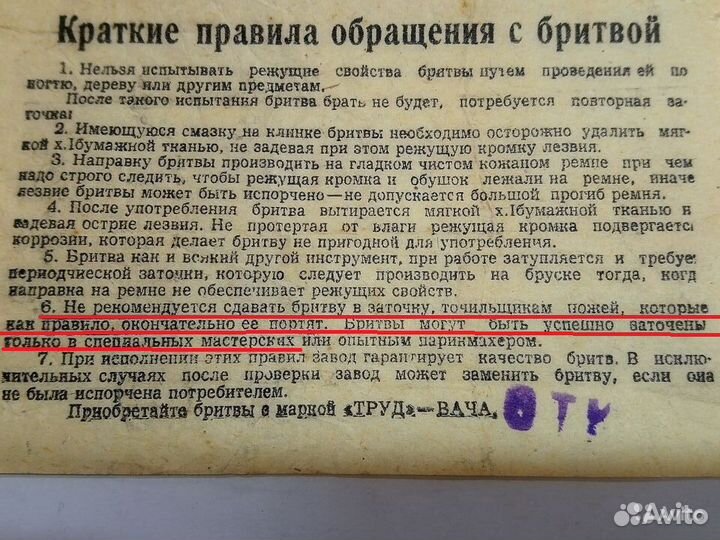 Краткие правила обращения с бритвой
1. Нельзя испытывать режущие свойства бритвы путем проведения ей по
ногтю, дереву или другим предметам.
После такого испытания бритва брать не будет, потребуется повторная за-
точка!
2. Имеющуюся смазку на клинке бритвы необходимо осторожно удалить мяг-
кой х.1бумажной тканью, не задевая при этом режущую кромку лезвия.
3. Направку бритвы производить на гладком чистом кожаном ремне при чем
надо строго следить, чтобы режущая кромка и обушок лежали на ремне, иначе
лезвие бритвы может быть испорчено—не допускается большой прогиб ремня.
4. После употребления бритва вытирается мягкой х.1бумажной тканью н
задевая острие лезвия. Не протертая от влаги режущая кромка подвергаетс
коррозии, которая делает бритву не пригодной для употребления.
5. Бритва как и всякий другой инструмент, при работе затупляется и требуе
периодчической заточки, которую следует производить на бруске тогда, когд
направка на ремне не обеспечивает режущих свойств.
6. Не рекомендуется сдавать бритву в заточку, точильщикам ножей, которые
как правило, окончательно ее портят. Бритвы могут быть успешно заточены
только в специальных мастерских или опытным парикмахером.
7. При исполнении этих правил завод гарантирует качество бритв. В исклю-
чительных случаях после проверки завод может заменить бритву, если она
не была испорчена потребителем.
Приобретайте бритвы с маркой «ТРУД»—ВАЧА.
ОТК
Avito